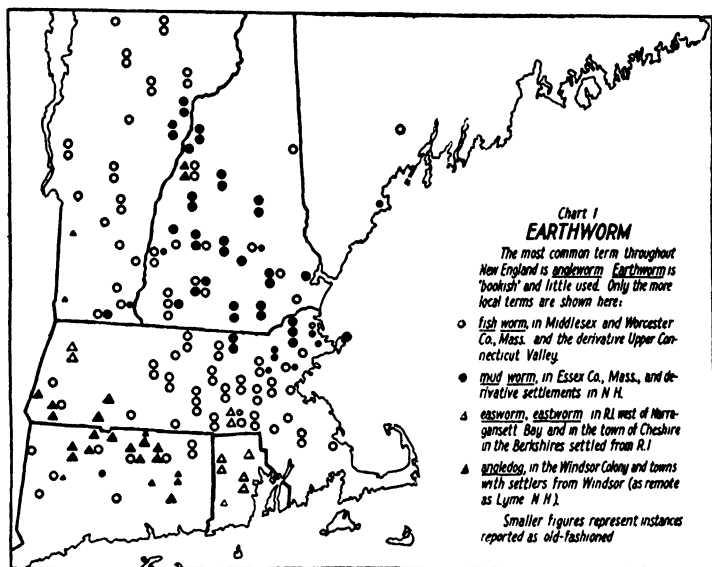 Chart 1
EARTHWORM
The most common term throughout
New England is angleworm Earthworm is
'bookish' and little used. Only the more
local terms are shown here:
fish worm, in Middlesex and Worcester
Co., Mass. and the derivative Upper Con-
necticut Valley.
mud worm, in Essex Co., Mass., and de-
rivative settlements in N H.
easworm, eastworm in R.I. west of Narra-
gansett Bay and in the town of Cheshire
in the Berkshires settled from R.I
angledog, in the Windsor Colony and towns
with settlers from Windsor (as remote
as Lyme N H).
Smaller figures represent instances
reported as old-fashioned